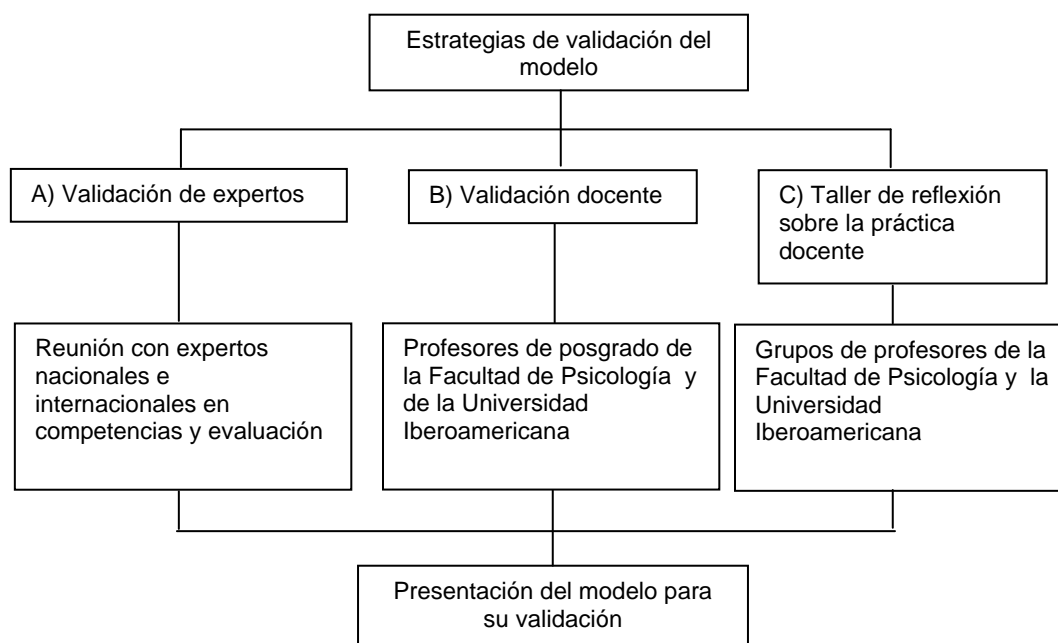 Estrategias de validación del
modelo
A) Validación de expertos
B) Validación docente
C) Taller de reflexión
sobre la práctica
docente
Reunión con expertos
nacionales e
internacionales en
competencias y evaluación
Profesores de posgrado de
la Facultad de Psicología y
de la Universidad
Iberoamericana
Grupos de profesores de la
Facultad de Psicología y la
Universidad
Iberoamericana
Presentación del modelo para
su validación